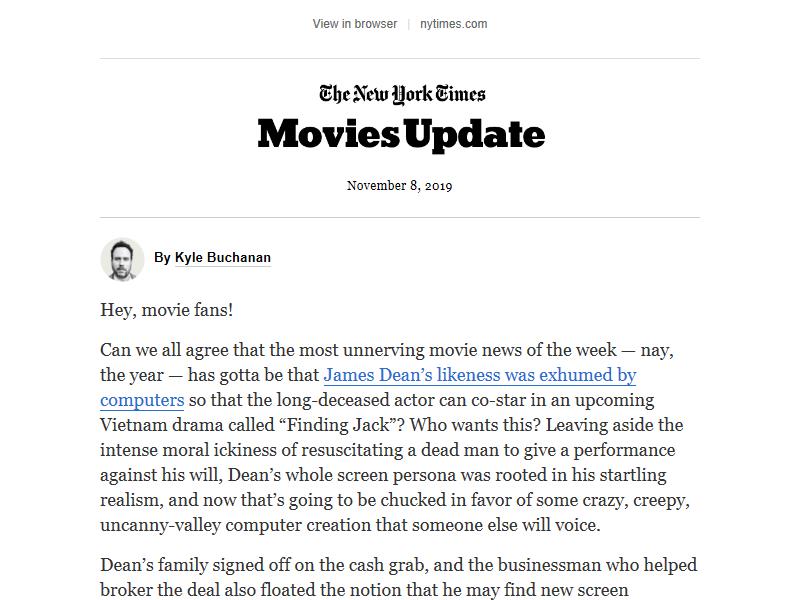 View in browser | nytimes.com
The New York Times
Movies Update
November 8, 2019
By Kyle Buchanan
Hey, movie fans!
Can we all agree that the most unnerving movie news of the week — nay,
the year — has gotta be that James Dean’s likeness was exhumed by
computers so that the long-deceased actor can co-star in an upcoming
Vietnam drama called “Finding Jack”? Who wants this? Leaving aside the
intense moral ickiness of resuscitating a dead man to give a performance
against his will, Dean’s whole screen persona was rooted in his startling
realism, and now that’s going to be chucked in favor of some crazy, creepy,
uncanny-valley computer creation that someone else will voice.
Dean’s family signed off on the cash grab, and the businessman who helped
broker the deal also floated the notion that he may find new screen